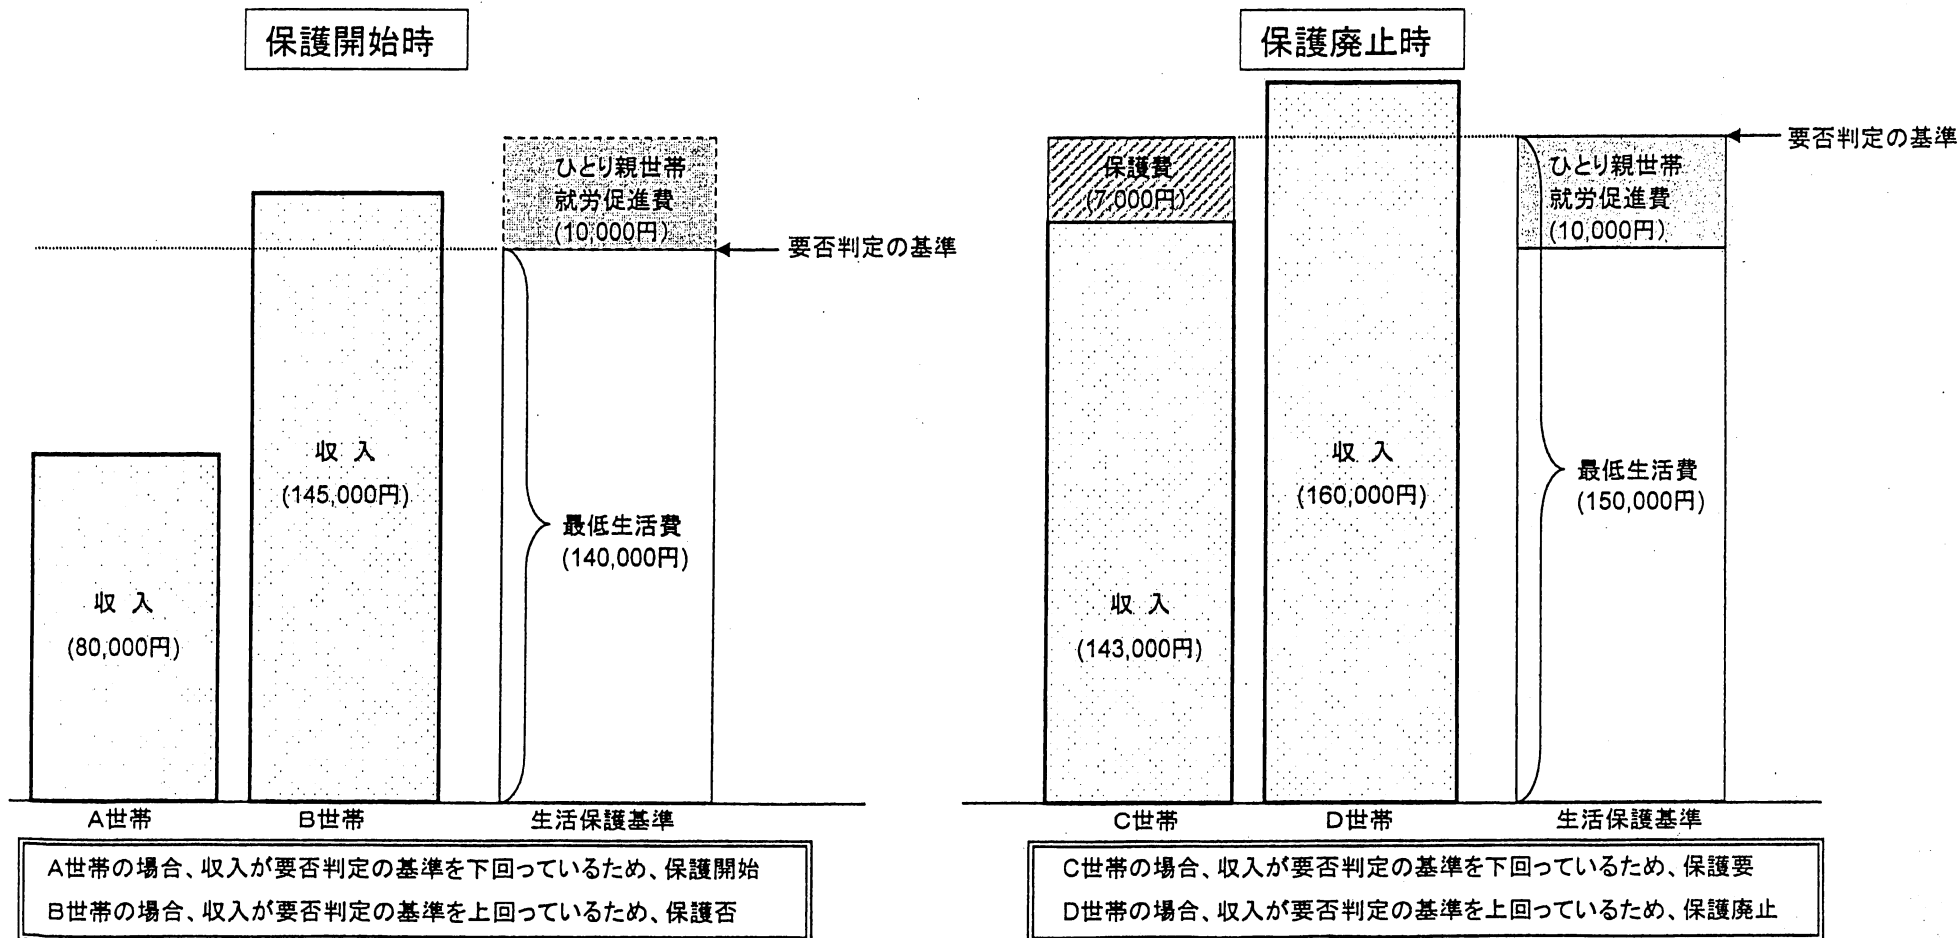 保護開始時
ひとり親世帯
就労促進費
(10,000円)
要否判定の基準
収 入
(145,000円)
最低生活費
(140,000円)
収 入
(80,000円)
A世帯
B世帯
生活保護基準
A世帯の場合、収入が要否判定の基準を下回っているため、保護開始
B世帯の場合、収入が要否判定の基準を上回っているため、保護否
保護廃止時
要否判定の基準
保護費
(7,000円)
ひとり親世帯
就労促進費
(10,000円)
収 入
(160,000円)
最低生活費
(150,000円)
収 入
(143,000円)
C世帯
D世帯
生活保護基準
C世帯の場合、収入が要否判定の基準を下回っているため、保護要
D世帯の場合、収入が要否判定の基準を上回っているため、保護廃止